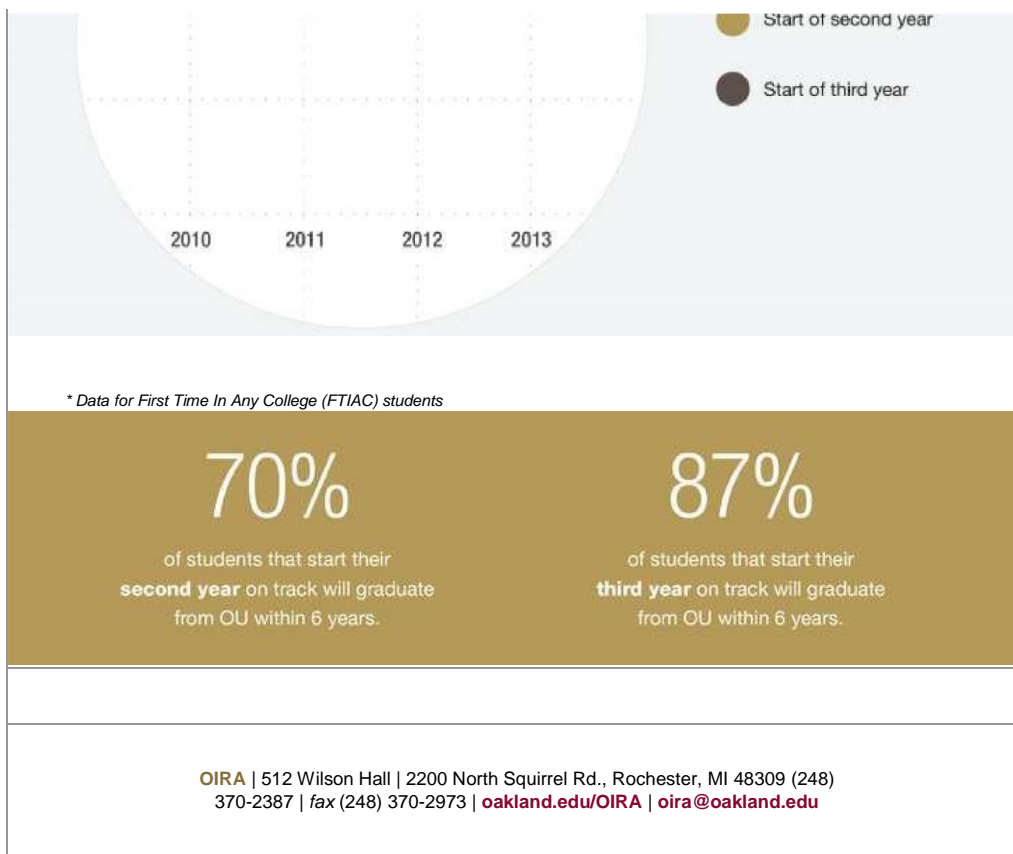 Start of second year
Start of third year
2010 2011 2012 2013
* Data for First Time In Any College (FTIAC) students
70%
of students that start their
second year on track will graduate
from OU within 6 years.
87%
of students that start their
third year on track will graduate
from OU within 6 years.
OIRA | 512 Wilson Hall | 2200 North Squirrel Rd., Rochester, MI 48309 (248)
370-2387 | fax (248) 370-2973 | oakland.edu/OIRA | oira@oakland.edu